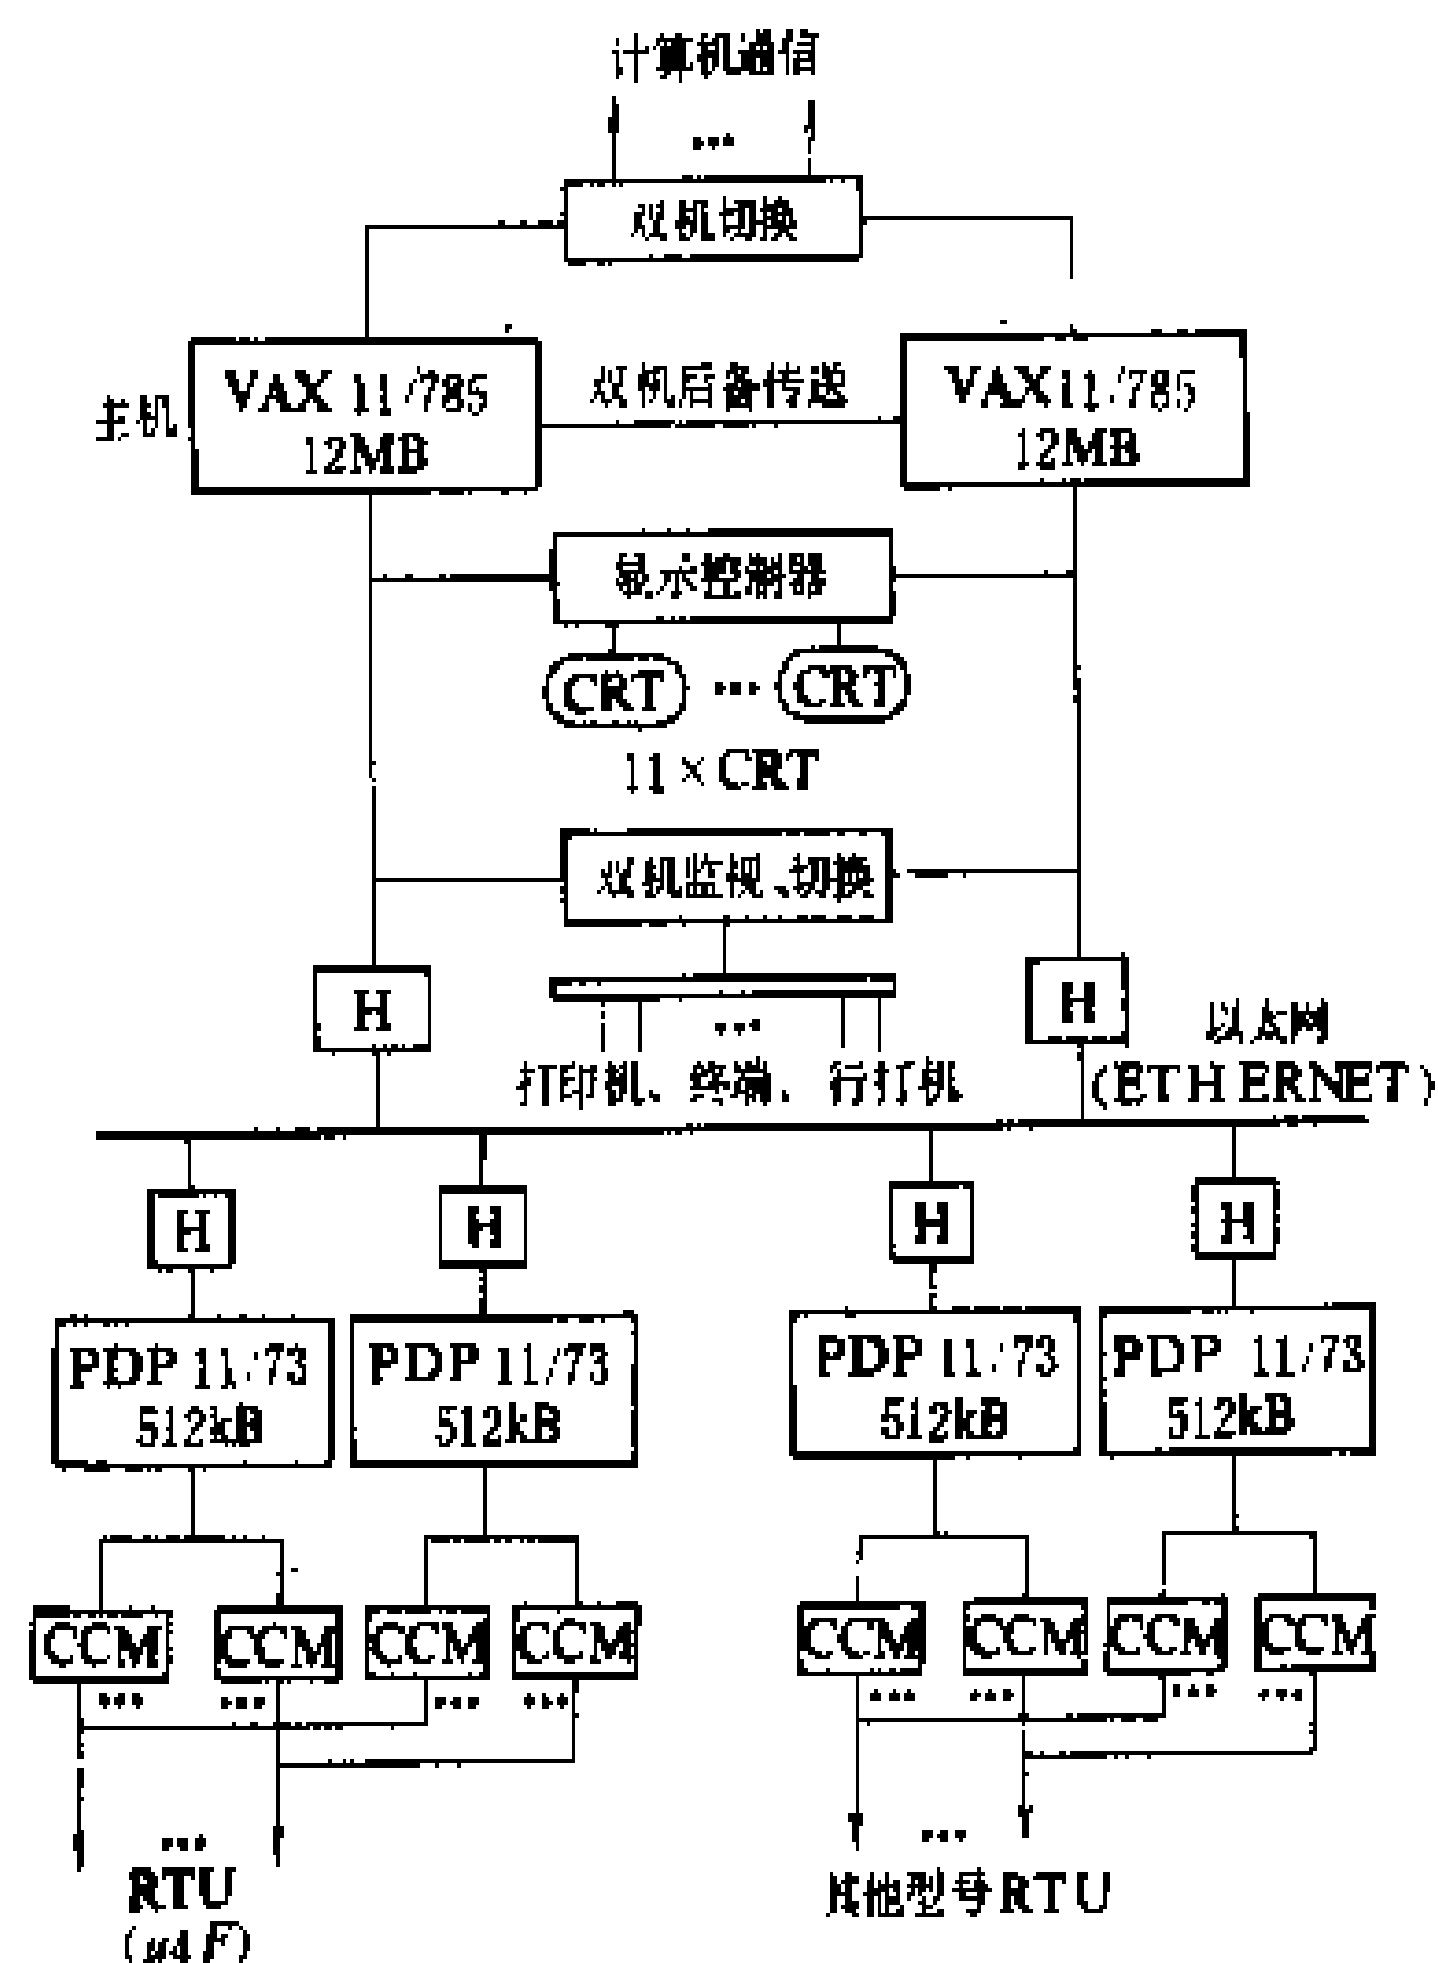 计算机通信
...
双机切换
主机
VAX 11/785
12MB
双机后备传送
VAX 11/785
12MB
显示控制器
CRT ... CRT
11×CRT
双机监视、切换
H
...
H
打印机、终端、行打机
以太网
(ETHERNET)
H
H
H
H
PDP 11/73
512kB
PDP 11/73
512kB
PDP 11/73
512kB
PDP 11/73
512kB
CCM CCM CCM CCM CCM CCM CCM CCM
... ... ... ... ... ... ... ...
... ...
RTU
(μ4F)
其他型号RTU